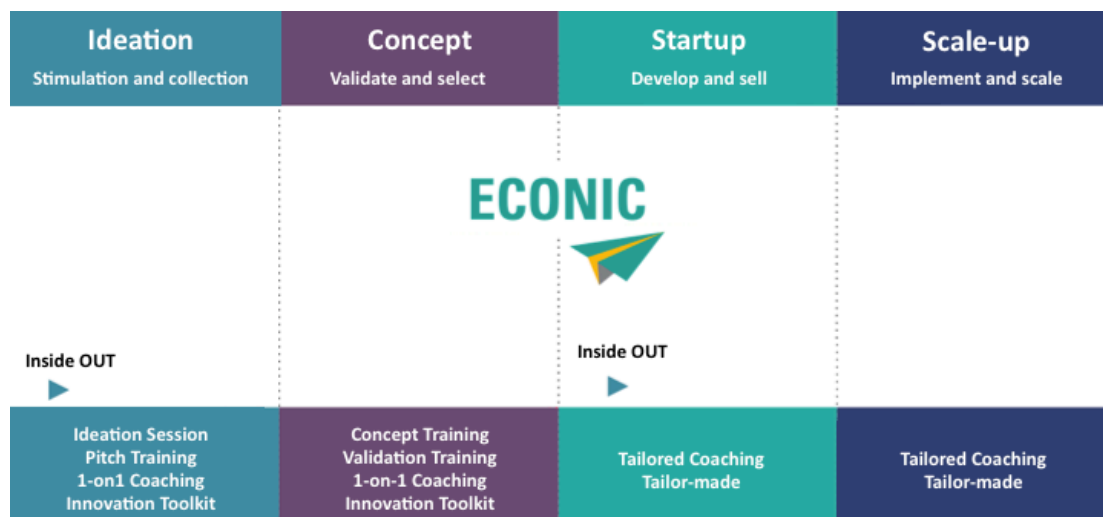 Ideation
Stimulation and collection
Concept
Validate and select
Startup
Develop and sell
Scale-up
Implement and scale
ECONIC
Inside OUT
Inside OUT
Ideation Session
Pitch Training
1-on1 Coaching
Innovation Toolkit
Concept Training
Validation Training
1-on-1 Coaching
Innovation Toolkit
Tailored Coaching
Tailor-made
Tailored Coaching
Tailor-made